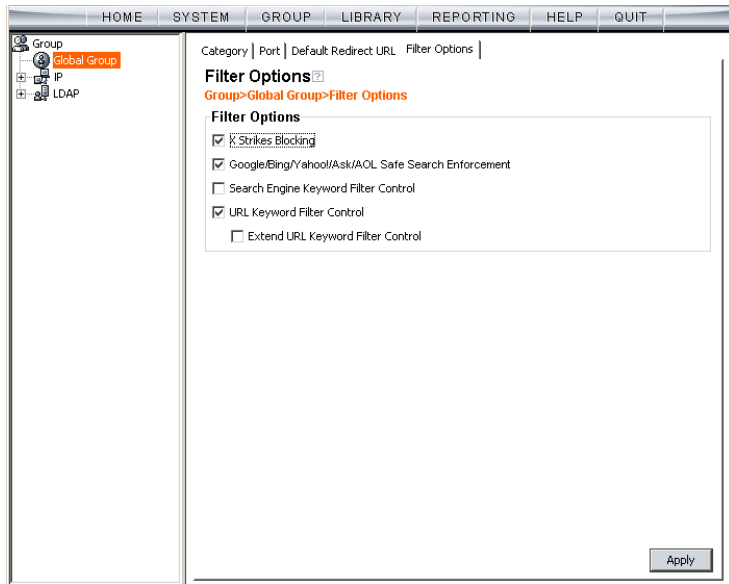 HOME SYSTEM GROUP LIBRARY REPORTING HELP QUIT
Group
Global Group
IP
LDAP
Category Port Default Redirect URL Filter Options
Filter Options ?
Group>Global Group>Filter Options
Filter Options
X Strikes Blocking
Google/Bing/Yahoo!/Ask/AOL Safe Search Enforcement
Search Engine Keyword Filter Control
URL Keyword Filter Control
Extend URL Keyword Filter Control
Apply